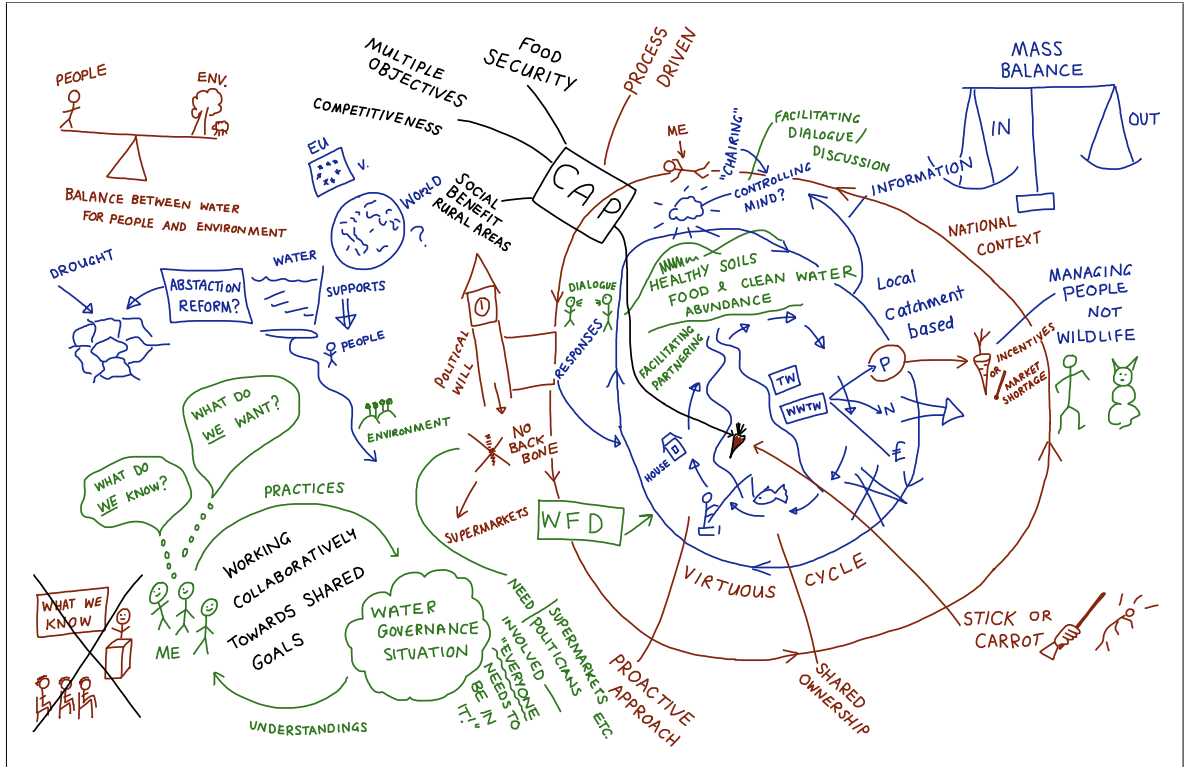 PEOPLE
ENV.
BALANCE BETWEEN WATER
FOR PEOPLE AND ENVIRONMENT
MULTIPLE
OBJECTIVES
FOOD
SECURITY
COMPETITIVENESS
SOCIAL
BENEFIT
RURAL AREAS
CAP
PROCESS
DRIVEN
EU
V.
WORLD
?
DROUGHT
ABSTACTION
REFORM?
WATER
SUPPORTS
PEOPLE
ENVIRONMENT
ME
"CHAIRING"
FACILITATING
DIALOGUE/
DISCUSSION
CONTROLLING
MIND?
INFORMATION
MASS
BALANCE
IN
OUT
NATIONAL
CONTEXT
MANAGING
PEOPLE
NOT
WILDLIFE
POLITICAL
WILL
NO
BACK
BONE
SUPERMARKETS
DIALOGUE
RESPONSES
HEALTHY SOILS
FOOD & CLEAN WATER
ABUNDANCE
FACILITATING
PARTNERING
Local
Catchment
based
P
INCENTIVES
OR
MARKET
SHORTAGE
TW
WWTW
N
£
HOUSE
WFD
VIRTUOUS CYCLE
PROACTIVE
APPROACH
SHARED
OWNERSHIP
STICK OR
CARROT
WHAT DO
WE WANT?
WHAT DO
WE KNOW?
PRACTICES
WORKING
COLLABORATIVELY
TOWARDS SHARED
GOALS
ME
WHAT WE
KNOW
WATER
GOVERNANCE
SITUATION
UNDERSTANDINGS
NEED SUPERMARKETS ETC.
POLITICIANS
INVOLVED
"EVERYONE
NEEDS TO
BE IN
IT!"